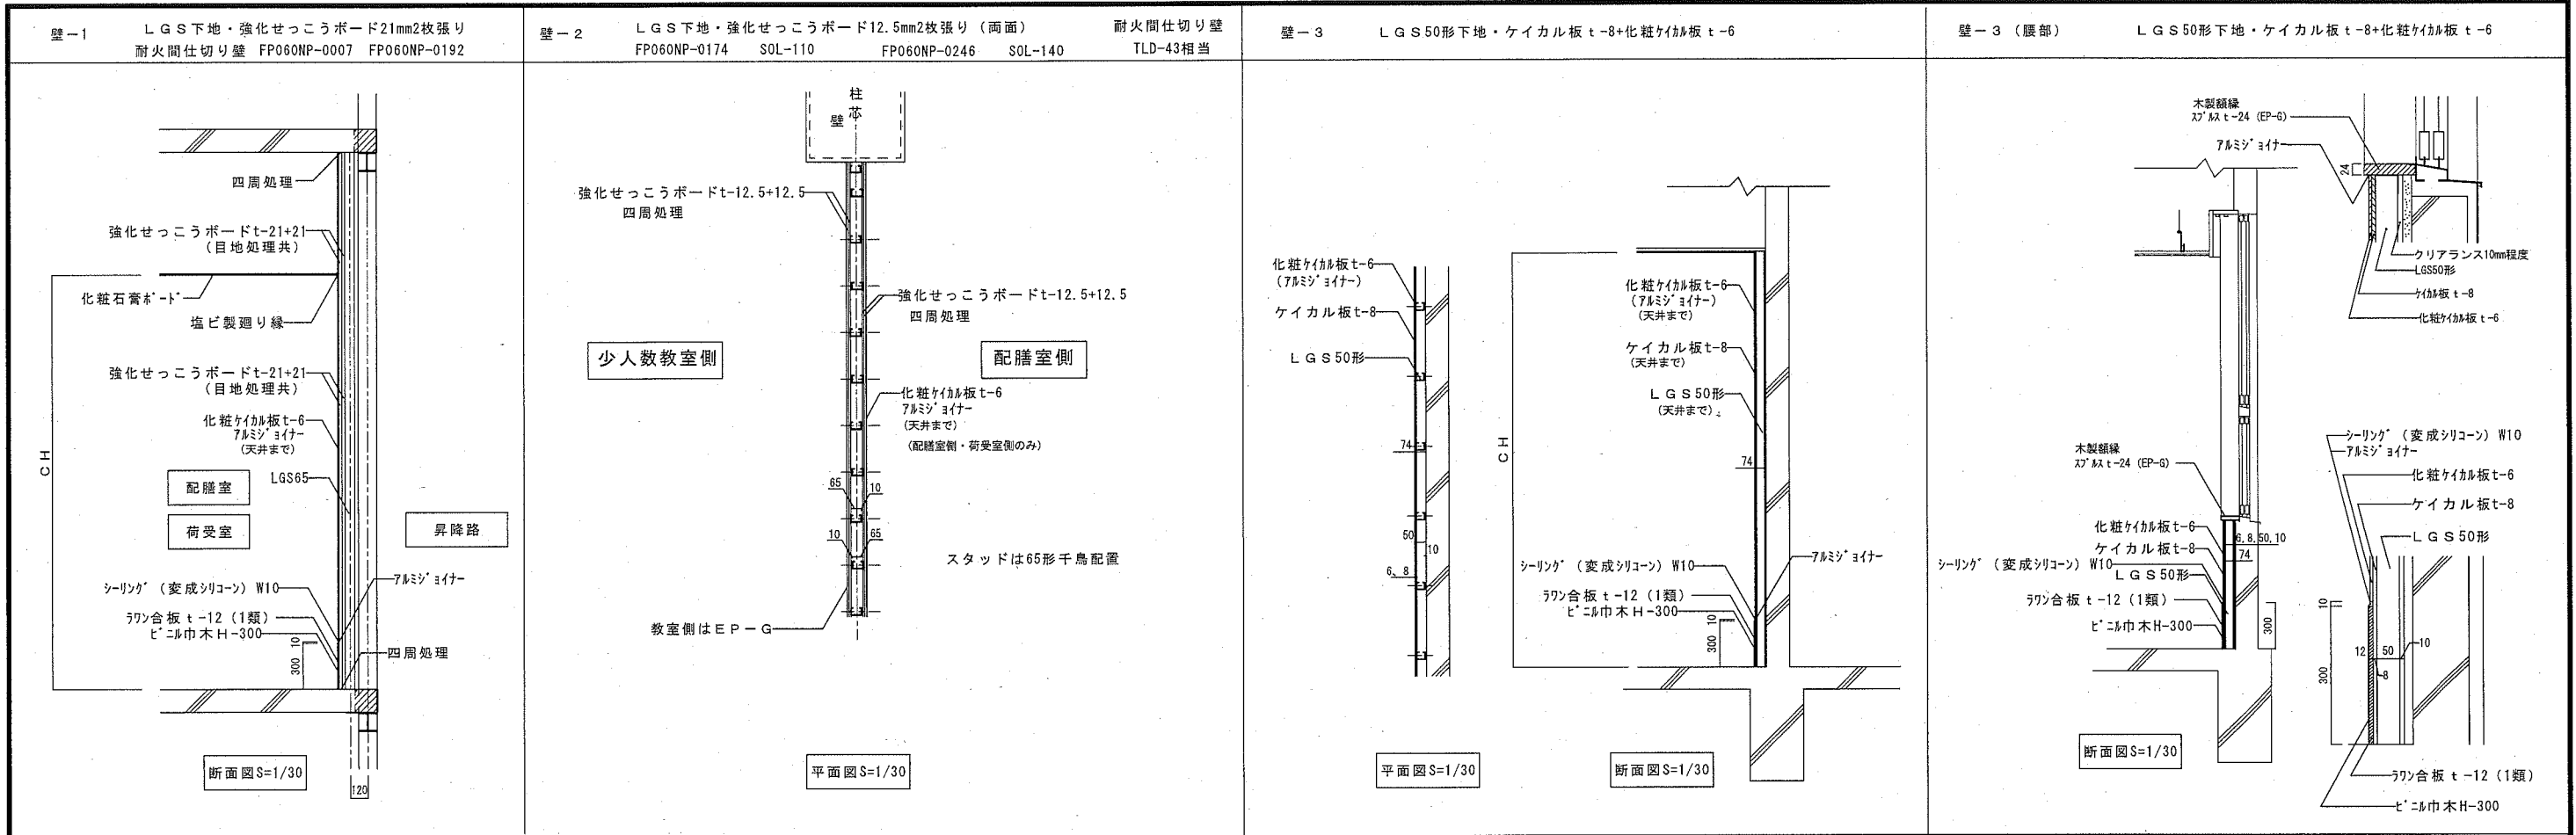 壁－1
ＬＧＳ下地・強化せっこうボード21mm2枚張り
耐火間仕切り壁 FP060NP-0007 FP060NP-0192
四周処理
強化せっこうボードt-21+21
(目地処理共)
化粧石膏ﾎﾞｰﾄﾞ
塩ビ製廻り縁
強化せっこうボードt-21+21
(目地処理共)
化粧ｹｲｶﾙ板t-6
ｱﾙﾐｼﾞｮｲﾅｰ
(天井まで)
CH
LGS65
配膳室
荷受室
昇降路
ｼｰﾘﾝｸﾞ（変成ｼﾘｺｰﾝ）W10
ｱﾙﾐｼﾞｮｲﾅｰ
ﾗﾜﾝ合板ｔ-12（1類）
ﾋﾞﾆﾙ巾木Ｈ-300
300 10
四周処理
断面図S=1/30
120
壁－２
ＬＧＳ下地・強化せっこうボード12.5mm2枚張り（両面）
耐火間仕切り壁
FP060NP-0174 SOL-110 FP060NP-0246 SOL-140 TLD-43相当
柱芯
壁
強化せっこうボードt-12.5+12.5
四周処理
強化せっこうボードt-12.5+12.5
四周処理
少人数教室側
配膳室側
化粧ｹｲｶﾙ板t-6
ｱﾙﾐｼﾞｮｲﾅｰ
(天井まで)
(配膳室側・荷受室側のみ)
65 10
10 65
スタッドは65形千鳥配置
教室側はＥＰ－Ｇ
平面図S=1/30
壁－３
ＬＧＳ50形下地・ケイカル板ｔ-8+化粧ｹｲｶﾙ板ｔ-6
化粧ｹｲｶﾙ板t-6
(ｱﾙﾐｼﾞｮｲﾅｰ)
ケイカル板t-8
ＬＧＳ50形
74
50
10
6、8
平面図S=1/30
CH
化粧ｹｲｶﾙ板t-6
(ｱﾙﾐｼﾞｮｲﾅｰ)
(天井まで)
ケイカル板t-8
(天井まで)
ＬＧＳ50形
(天井まで)
74
ｼｰﾘﾝｸﾞ（変成ｼﾘｺｰﾝ）W10
ｱﾙﾐｼﾞｮｲﾅｰ
ﾗﾜﾝ合板ｔ-12（1類）
ﾋﾞﾆﾙ巾木Ｈ-300
300 10
断面図S=1/30
壁－３（腰部）
ＬＧＳ50形下地・ケイカル板ｔ-8+化粧ｹｲｶﾙ板ｔ-6
木製額縁
ｽﾌﾟﾙｽｔ-24（EP-G）
ｱﾙﾐｼﾞｮｲﾅｰ
24
クリアランス10mm程度
LGS50形
ｹｲｶﾙ板ｔ-8
化粧ｹｲｶﾙ板ｔ-6
木製額縁
ｽﾌﾟﾙｽｔ-24（EP-G）
化粧ｹｲｶﾙ板t-6
ケイカル板t-8
ｼｰﾘﾝｸﾞ（変成ｼﾘｺｰﾝ）W10
ＬＧＳ50形
ﾗﾜﾝ合板ｔ-12（1類）
ﾋﾞﾆﾙ巾木H-300
6,8,50,10
74
300
断面図S=1/30
ｼｰﾘﾝｸﾞ（変成ｼﾘｺｰﾝ）W10
ｱﾙﾐｼﾞｮｲﾅｰ
化粧ｹｲｶﾙ板t-6
ケイカル板t-8
ＬＧＳ50形
10
12 50 10
8
300
ﾗﾜﾝ合板ｔ-12（1類）
ﾋﾞﾆﾙ巾木H-300